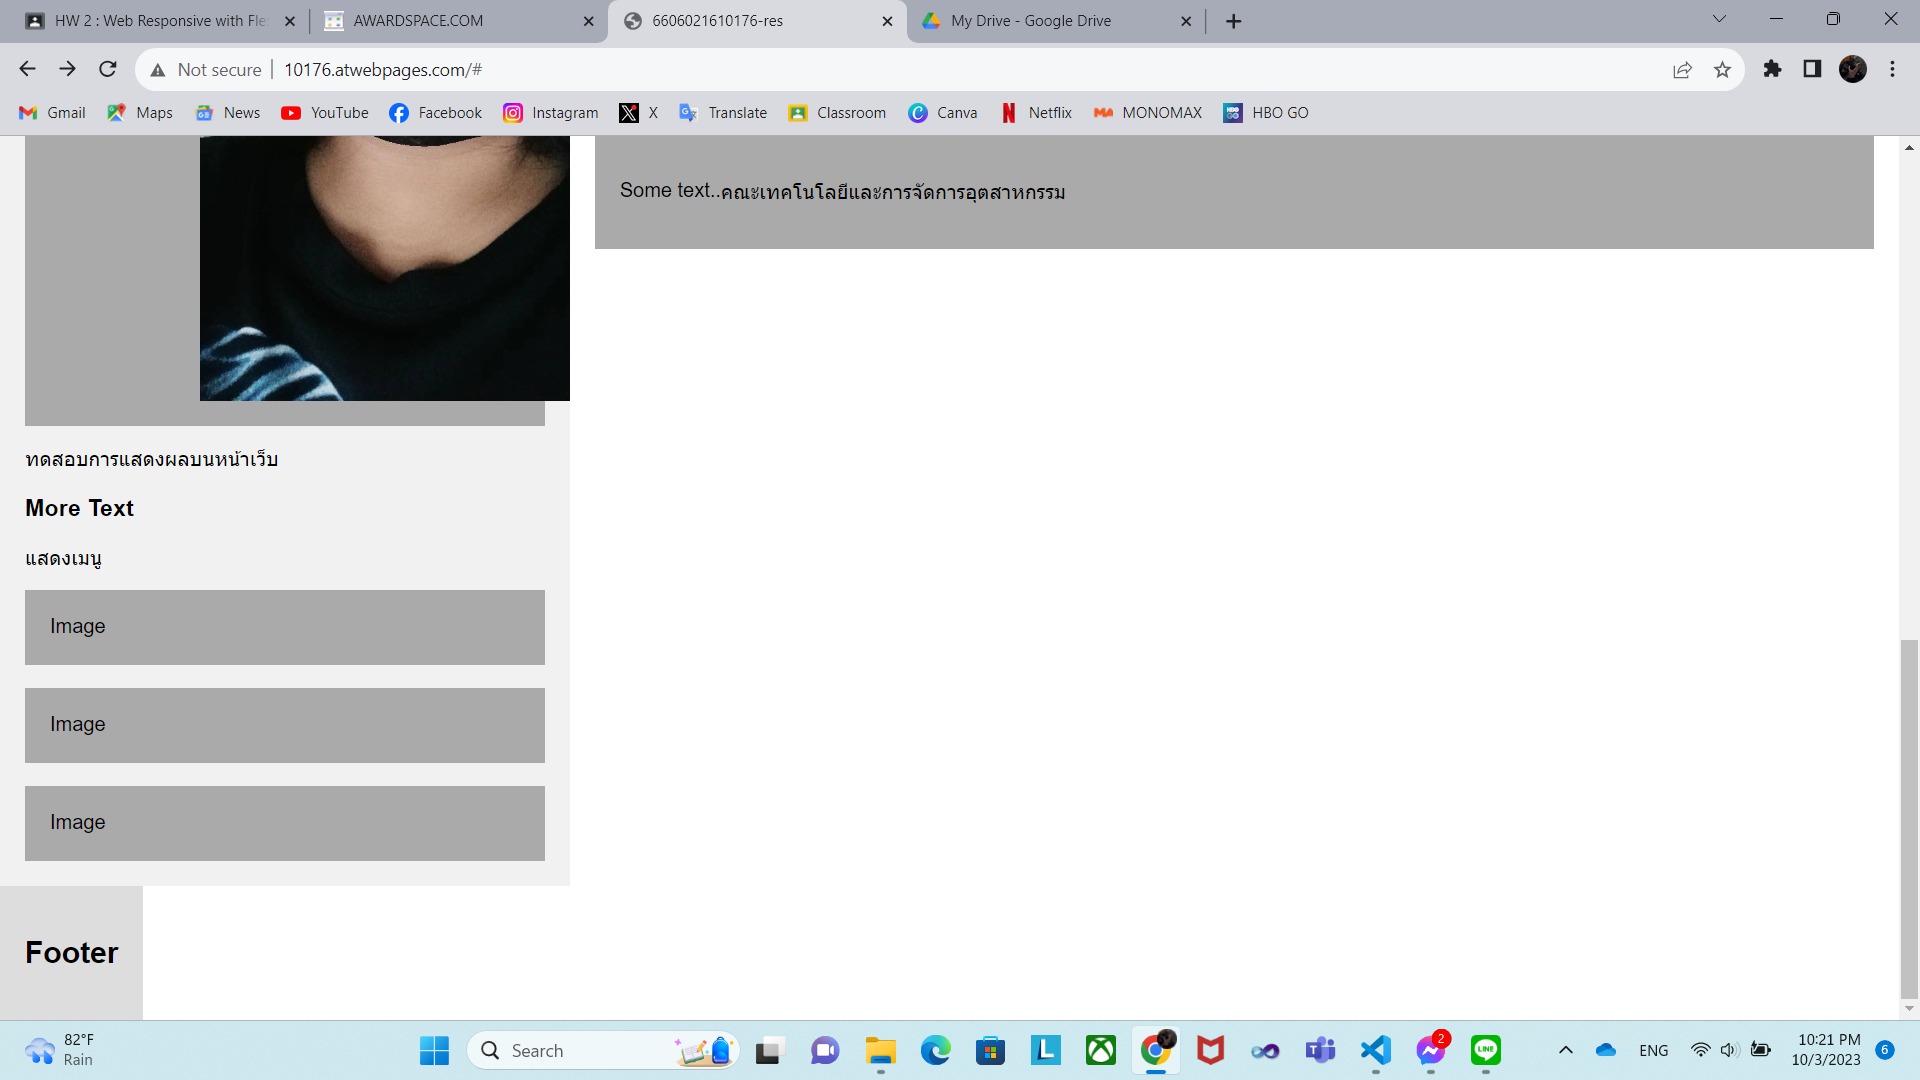 HW 2 : Web Responsive with Fle
AWARDSPACE.COM
6606021610176-res
My Drive - Google Drive
Not secure
10176.atwebpages.com/#
Gmail
Maps
News
YouTube
Facebook
Instagram
X
Translate
Classroom
Canva
Netflix
MONOMAX
HBO GO
Some text..คณะเทคโนโลยีและการจัดการอุตสาหกรรม
ทดสอบการแสดงผลบนหน้าเว็บ
More Text
แสดงเมนู
Image
Image
Image
Footer
82°F
Rain
Search
2
ENG
10:21 PM
10/3/2023
6